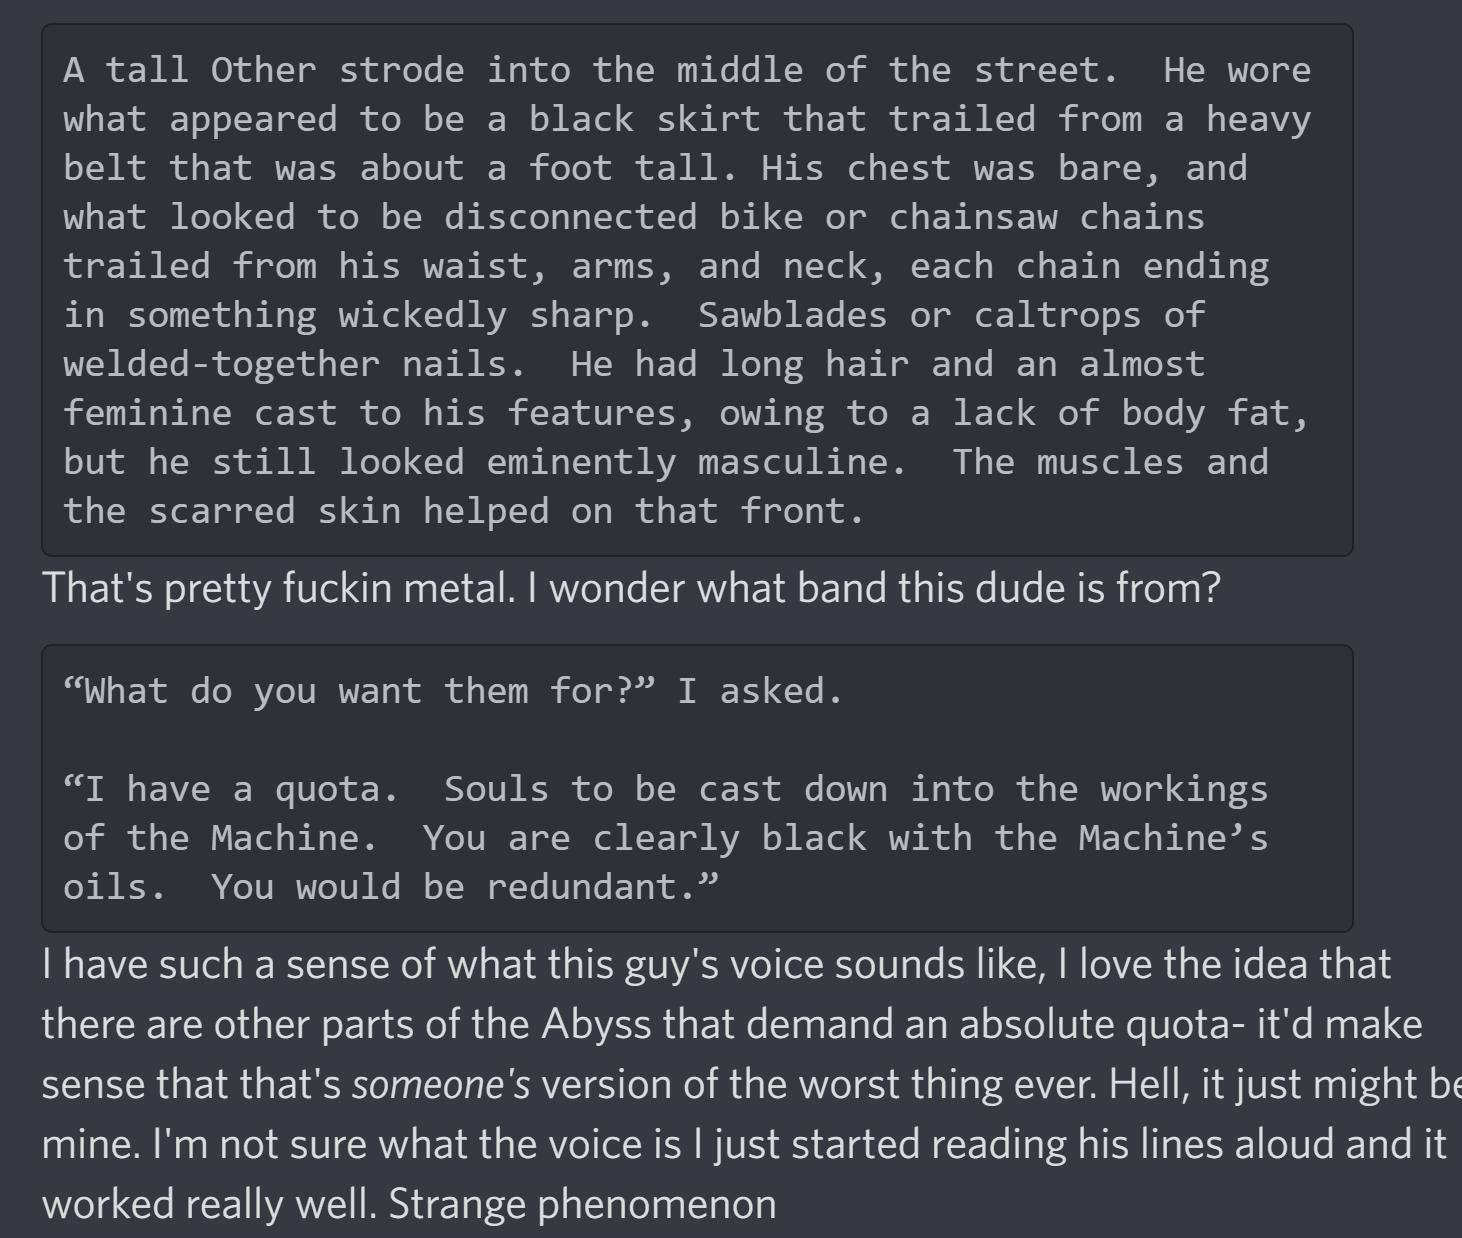 A tall Other strode into the middle of the street.  He wore
what appeared to be a black skirt that trailed from a heavy
belt that was about a foot tall. His chest was bare, and
what looked to be disconnected bike or chainsaw chains
trailed from his waist, arms, and neck, each chain ending
in something wickedly sharp.  Sawblades or caltrops of
welded-together nails.  He had long hair and an almost
feminine cast to his features, owing to a lack of body fat,
but he still looked eminently masculine.  The muscles and
the scarred skin helped on that front.
That's pretty fuckin metal. I wonder what band this dude is from?
“What do you want them for?” I asked.
“I have a quota.  Souls to be cast down into the workings
of the Machine.  You are clearly black with the Machine’s
oils.  You would be redundant.”
I have such a sense of what this guy's voice sounds like, I love the idea that
there are other parts of the Abyss that demand an absolute quota- it'd make
sense that that's someone's version of the worst thing ever. Hell, it just might be
mine. I'm not sure what the voice is I just started reading his lines aloud and it
worked really well. Strange phenomenon